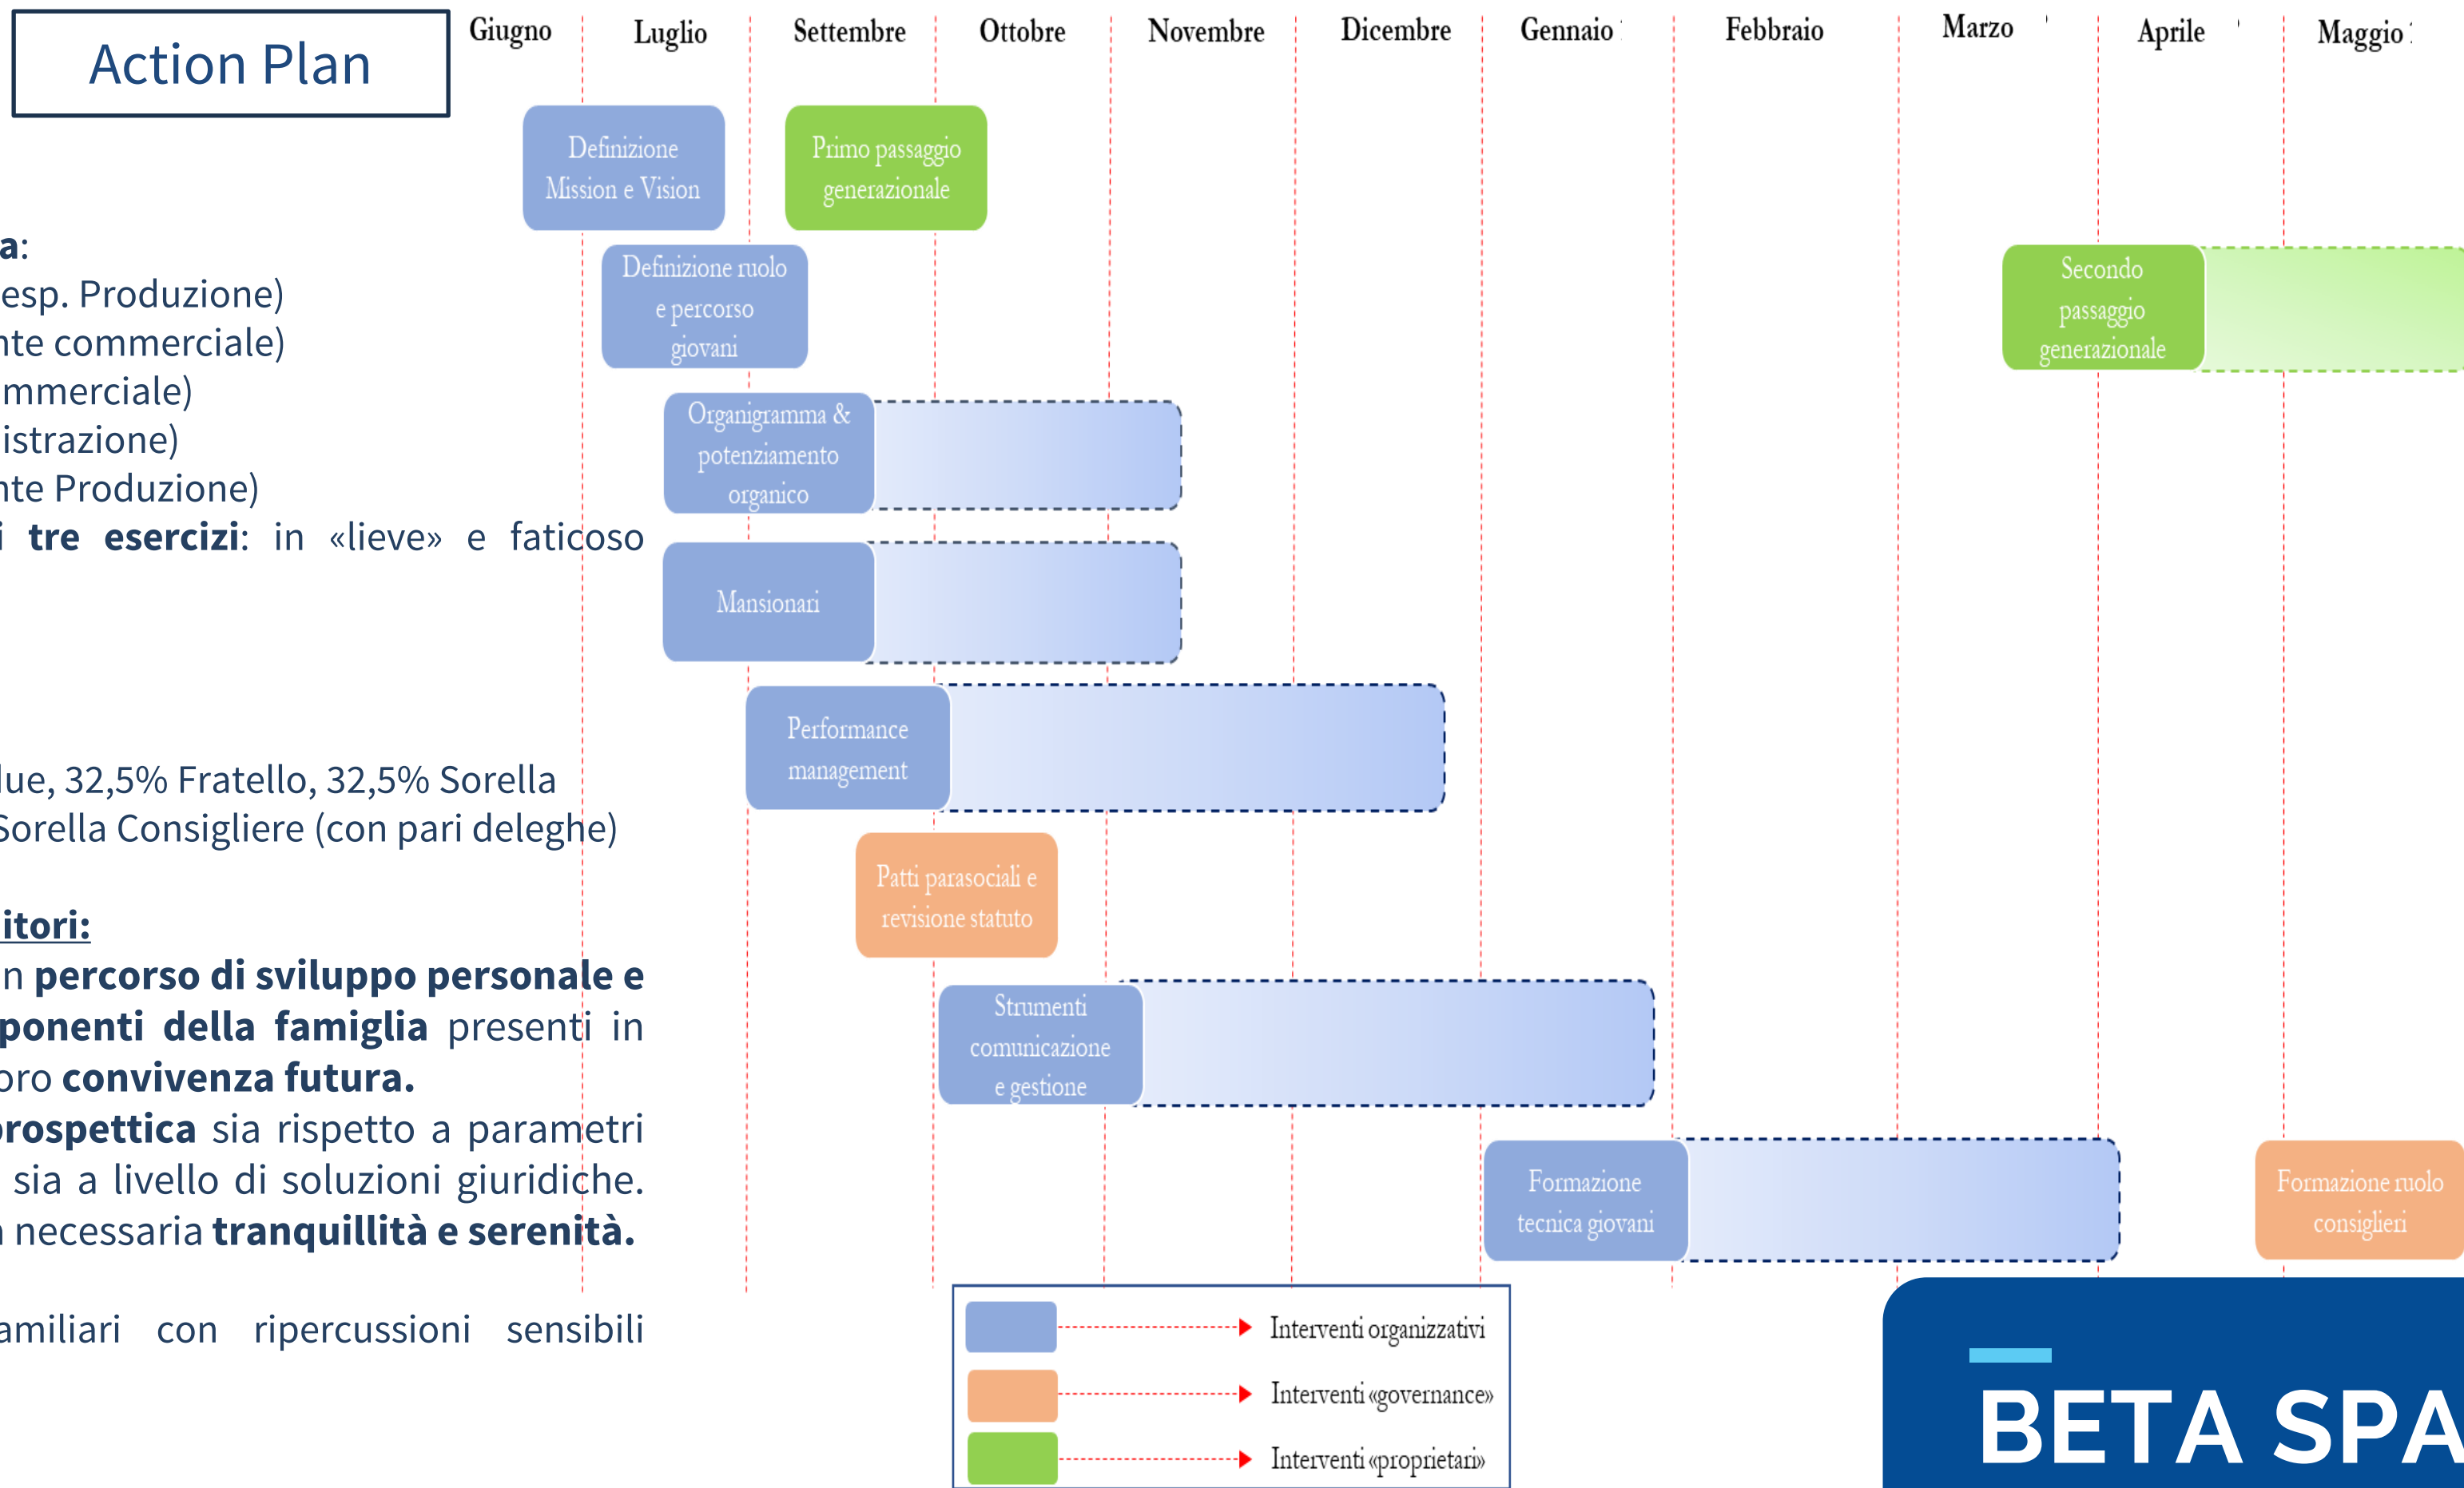 Action Plan
Giugno
Luglio
Settembre
Ottobre
Novembre
Dicembre
Gennaio
Febbraio
Marzo
Aprile
Maggio
Definizione
Mission e Vision
Primo passaggio
generazionale
a:
esp. Produzione)
nte commerciale)
mmerciale)
istrazione)
nte Produzione)
i tre esercizi: in «lieve» e faticoso
Definizione ruolo
e percorso
giovani
Secondo
passaggio
generazionale
Organigramma &
potenziamento
organico
Mansionari
Performance
management
lue, 32,5% Fratello, 32,5% Sorella
Sorella Consigliere (con pari deleghe)
Patti parasociali e
revisione statuto
itori:
n percorso di sviluppo personale e
ponenti della famiglia presenti in
oro convivenza futura.
prospettica sia rispetto a parametri
sia a livello di soluzioni giuridiche.
necessaria tranquillità e serenità.
amiliari con ripercussioni sensibili
Strumenti
comunicazione
e gestione
Formazione
tecnica giovani
Formazione ruolo
consiglieri
Interventi organizzativi
Interventi «governance»
Interventi «proprietari»
BETA SPA